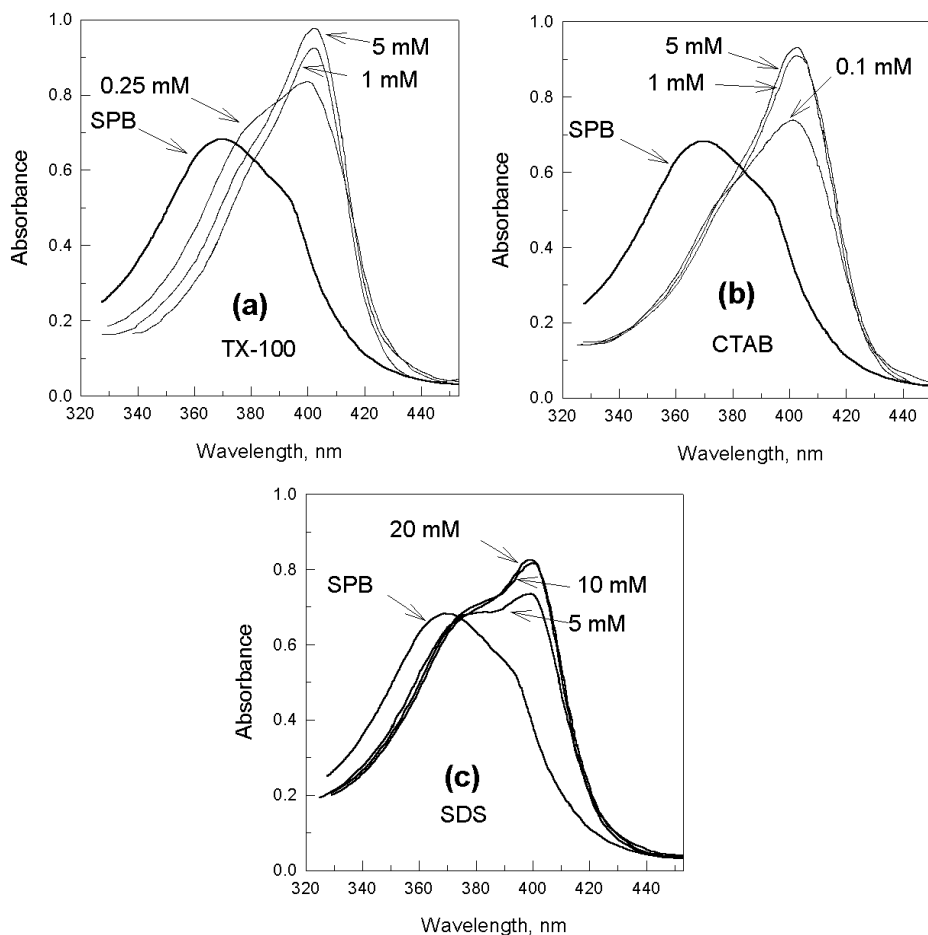 1.0
0.8
0.6
0.4
0.2
0.0
Absorbance
5 mM
1 mM
0.25 mM
SPB
(a)
TX-100
320 340 360 380 400 420 440
Wavelength, nm
1.0
0.8
0.6
0.4
0.2
0.0
Absorbance
5 mM
1 mM
0.1 mM
SPB
(b)
CTAB
320 340 360 380 400 420 440
Wavelength, nm
1.0
0.8
0.6
0.4
0.2
0.0
Absorbance
20 mM
SPB
10 mM
5 mM
(c)
SDS
320 340 360 380 400 420 440
Wavelength, nm